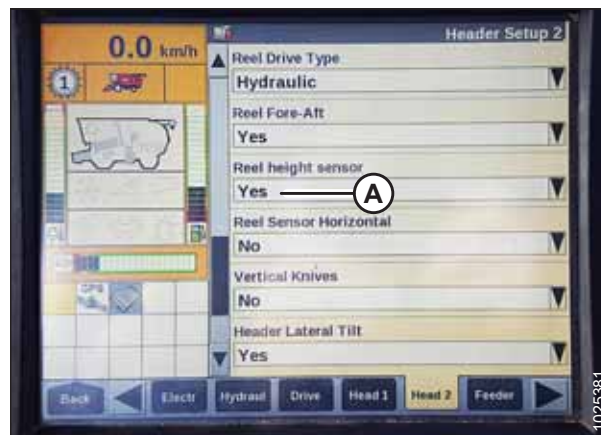 Header Setup 2
0.0 km/h
1
Reel Drive Type
Hydraulic
Reel Fore-Aft
Yes
Reel height sensor
Yes
A
Reel Sensor Horizontal
No
Vertical Knives
No
Header Lateral Tilt
Yes
GPS
Back
Electr
Hydraul
Drive
Head 1
Head 2
Feeder
1025381